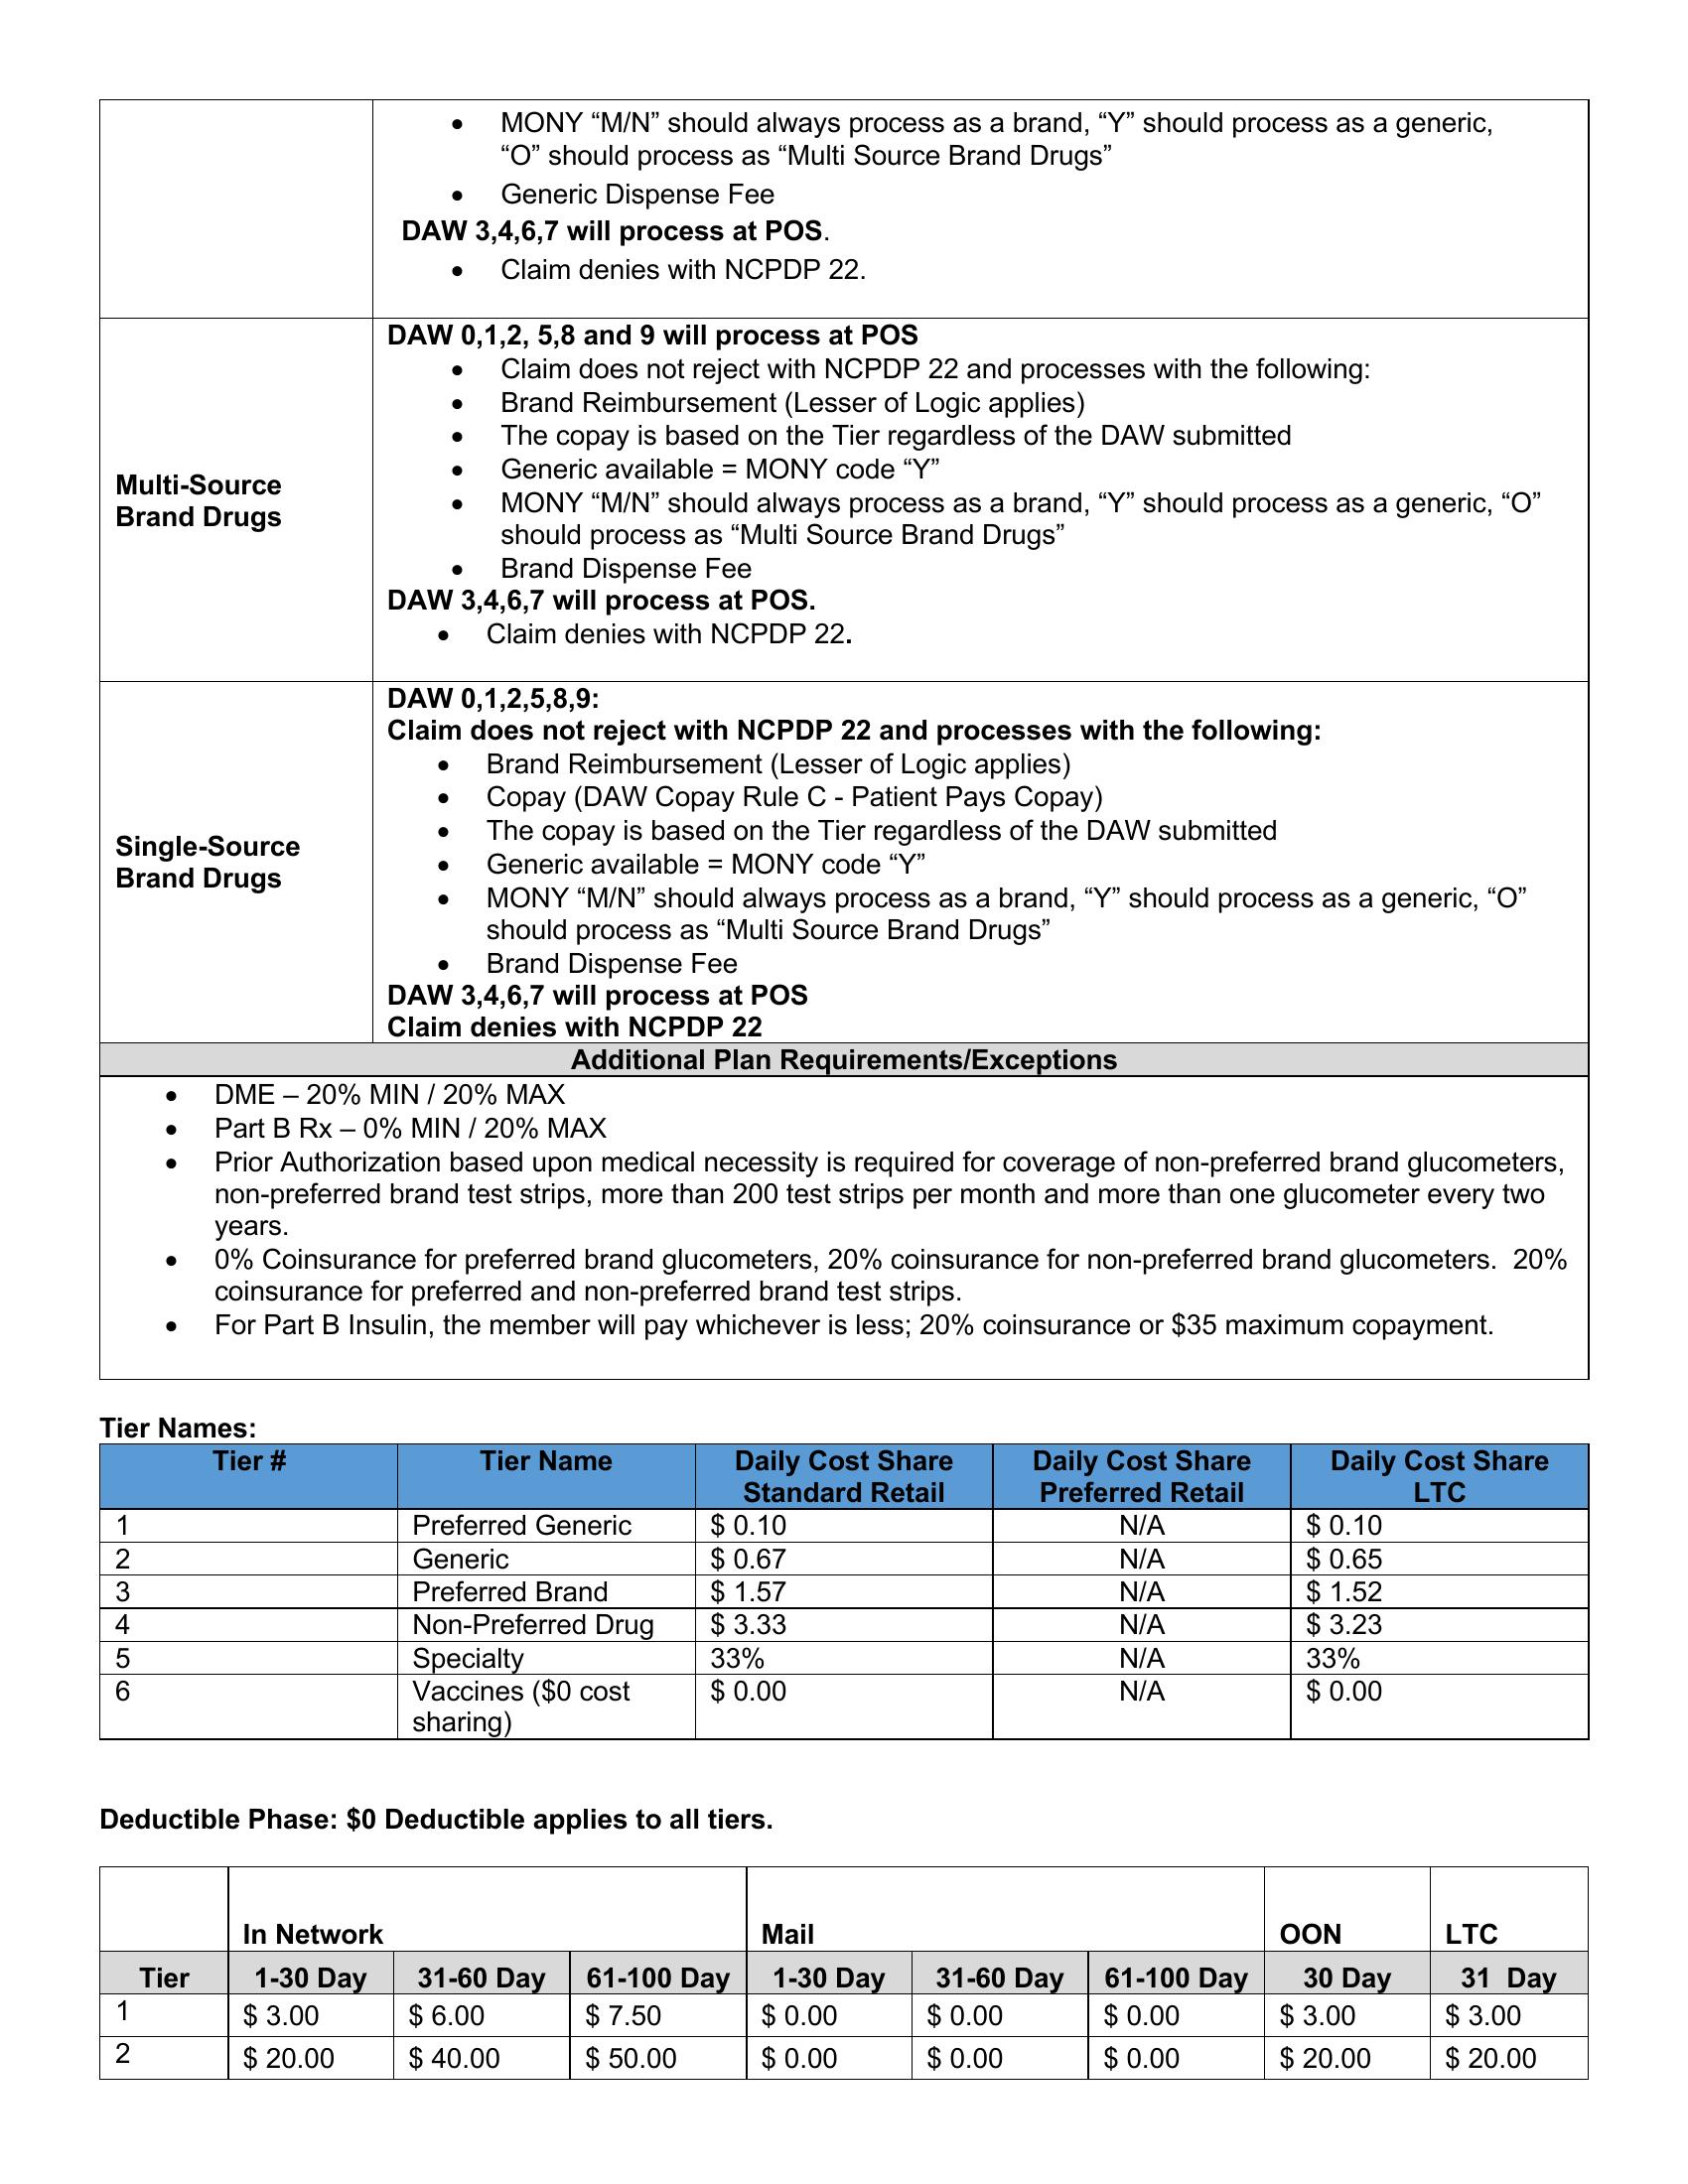 • MONY “M/N” should always process as a brand, “Y” should process as a generic,
“O” should process as “Multi Source Brand Drugs”
• Generic Dispense Fee
DAW 3,4,6,7 will process at POS.
• Claim denies with NCPDP 22.
Multi-Source
Brand Drugs
DAW 0,1,2, 5,8 and 9 will process at POS
• Claim does not reject with NCPDP 22 and processes with the following:
• Brand Reimbursement (Lesser of Logic applies)
• The copay is based on the Tier regardless of the DAW submitted
• Generic available = MONY code “Y”
• MONY “M/N” should always process as a brand, “Y” should process as a generic, “O”
should process as “Multi Source Brand Drugs”
• Brand Dispense Fee
DAW 3,4,6,7 will process at POS.
• Claim denies with NCPDP 22.
Single-Source
Brand Drugs
DAW 0,1,2,5,8,9:
Claim does not reject with NCPDP 22 and processes with the following:
• Brand Reimbursement (Lesser of Logic applies)
• Copay (DAW Copay Rule C - Patient Pays Copay)
• The copay is based on the Tier regardless of the DAW submitted
• Generic available = MONY code “Y”
• MONY “M/N” should always process as a brand, “Y” should process as a generic, “O”
should process as “Multi Source Brand Drugs”
• Brand Dispense Fee
DAW 3,4,6,7 will process at POS
Claim denies with NCPDP 22
Additional Plan Requirements/Exceptions
• DME – 20% MIN / 20% MAX
• Part B Rx – 0% MIN / 20% MAX
• Prior Authorization based upon medical necessity is required for coverage of non-preferred brand glucometers,
non-preferred brand test strips, more than 200 test strips per month and more than one glucometer every two
years.
• 0% Coinsurance for preferred brand glucometers, 20% coinsurance for non-preferred brand glucometers. 20%
coinsurance for preferred and non-preferred brand test strips.
• For Part B Insulin, the member will pay whichever is less; 20% coinsurance or $35 maximum copayment.
Tier Names:
Tier # Tier Name Daily Cost Share Daily Cost Share Daily Cost Share
Standard Retail Preferred Retail LTC
1 Preferred Generic $ 0.10 N/A $ 0.10
2 Generic $ 0.67 N/A $ 0.65
3 Preferred Brand $ 1.57 N/A $ 1.52
4 Non-Preferred Drug $ 3.33 N/A $ 3.23
5 Specialty 33% N/A 33%
6 Vaccines ($0 cost $ 0.00 N/A $ 0.00
sharing)
Deductible Phase: $0 Deductible applies to all tiers.
In Network Mail OON LTC
Tier 1-30 Day 31-60 Day 61-100 Day 1-30 Day 31-60 Day 61-100 Day 30 Day 31 Day
1 $ 3.00 $ 6.00 $ 7.50 $ 0.00 $ 0.00 $ 0.00 $ 3.00 $ 3.00
2 $ 20.00 $ 40.00 $ 50.00 $ 0.00 $ 0.00 $ 0.00 $ 20.00 $ 20.00